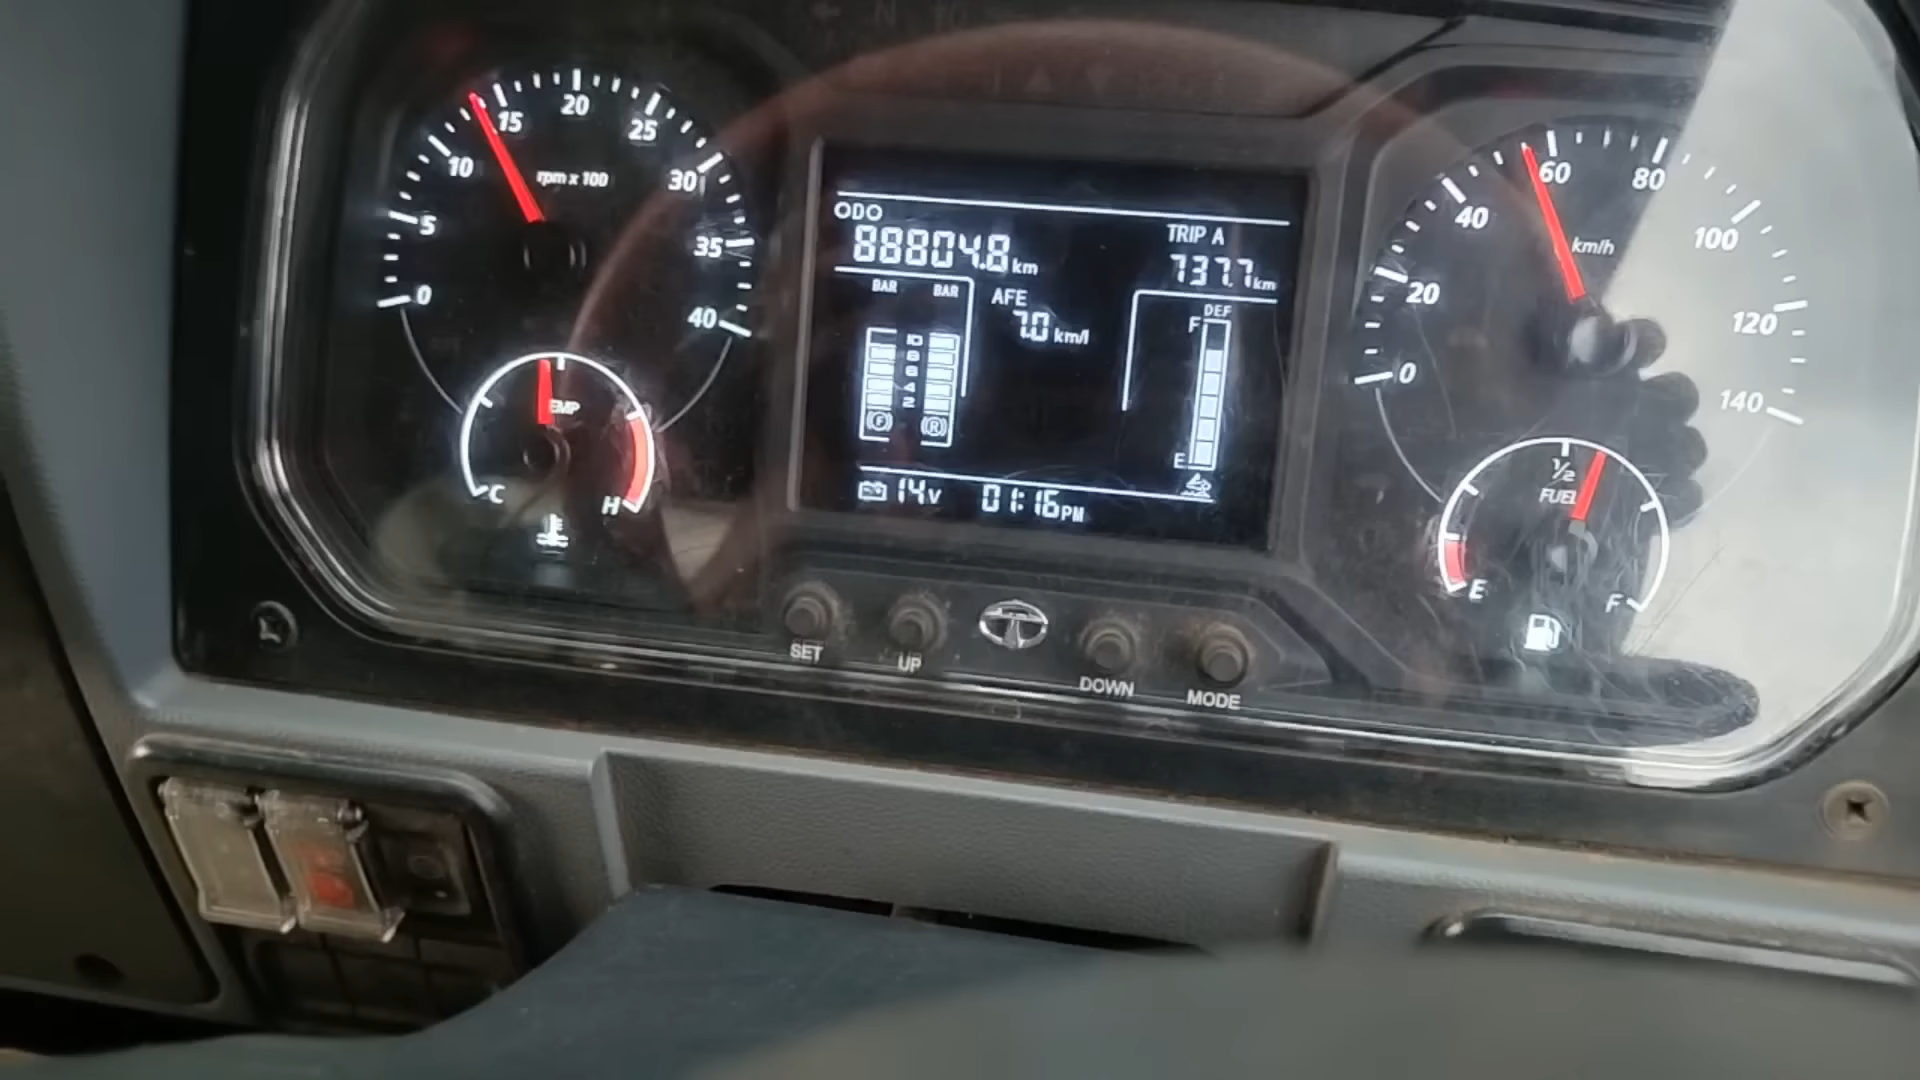 0
5
10
15
20
25
30
35
40
rpm x 100
C
TEMP
H
ODO
88804.8 km
TRIP A
737.7 km
BAR BAR
10
8
6
4
2
F R
AFE
7.0 km/l
DEF
F
E
14V
01:16PM
0
20
40
60
80
100
120
140
km/h
1/2
FUEL
E
F
SET
UP
DOWN
MODE